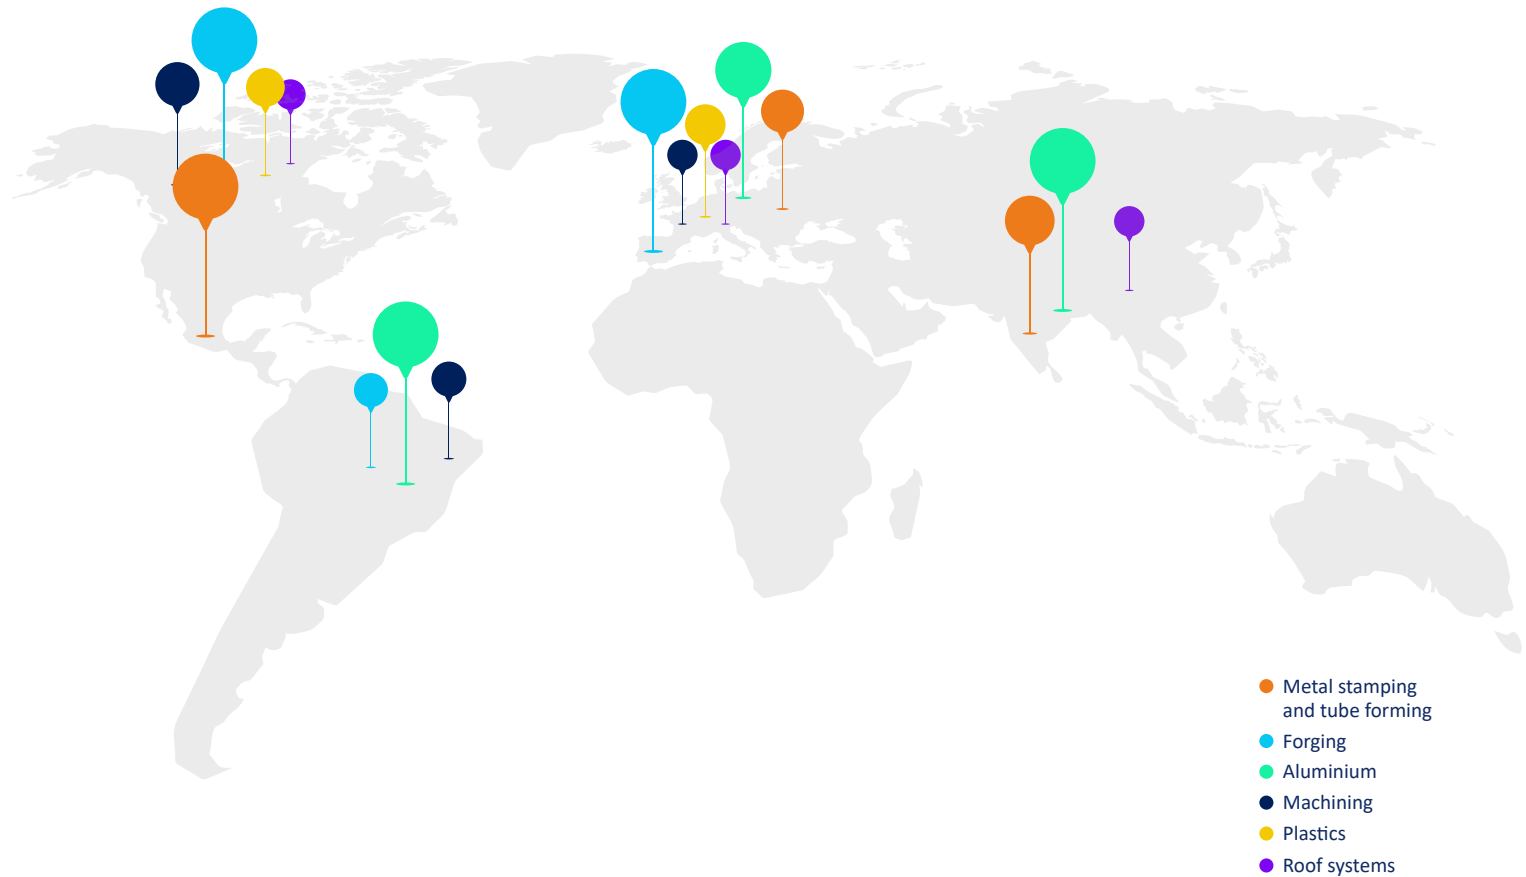 Metal stamping
and tube forming
Forging
Aluminium
Machining
Plastics
Roof systems